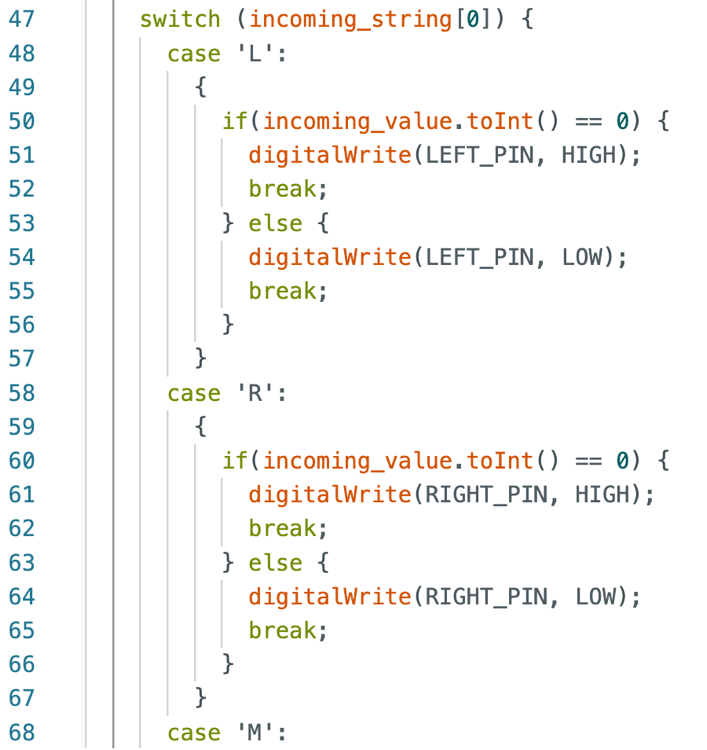 47 switch (incoming_string[0]) {
48 case 'L':
49 {
50 if(incoming_value.toInt() == 0) {
51 digitalWrite(LEFT_PIN, HIGH);
52 break;
53 } else {
54 digitalWrite(LEFT_PIN, LOW);
55 break;
56 }
57 }
58 case 'R':
59 {
60 if(incoming_value.toInt() == 0) {
61 digitalWrite(RIGHT_PIN, HIGH);
62 break;
63 } else {
64 digitalWrite(RIGHT_PIN, LOW);
65 break;
66 }
67 }
68 case 'M':